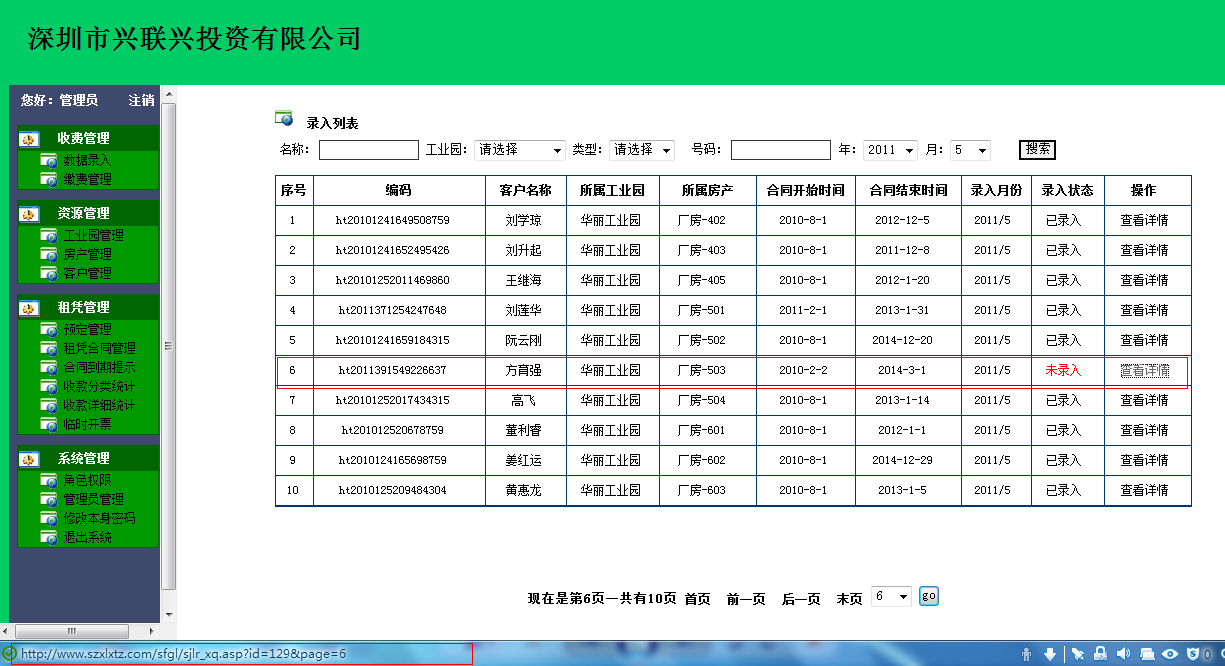 深圳市兴联兴投资有限公司
您好：管理员 注销
收费管理
数据录入
缴费管理
资源管理
工业园管理
房产管理
客户管理
租赁管理
预定管理
租赁合同管理
合同到期提示
收款分类统计
收款详细统计
临时开票
系统管理
角色权限
管理员管理
修改本身密码
退出系统
录入列表
名称： 工业园： 请选择 类型： 请选择 号码： 年： 2011 月： 5 搜索
序号 编码 客户名称 所属工业园 所属房产 合同开始时间 合同结束时间 录入月份 录入状态 操作
1 ht20101241649508759 刘学琼 华丽工业园 厂房-402 2010-8-1 2012-12-5 2011/5 已录入 查看详情
2 ht20101241652495426 刘升起 华丽工业园 厂房-403 2010-8-1 2011-12-8 2011/5 已录入 查看详情
3 ht20101252011469860 王继海 华丽工业园 厂房-405 2010-8-1 2012-1-20 2011/5 已录入 查看详情
4 ht2011371254247648 刘莲华 华丽工业园 厂房-501 2011-2-1 2013-1-31 2011/5 已录入 查看详情
5 ht20101241659184315 阮云刚 华丽工业园 厂房-502 2010-8-1 2014-12-20 2011/5 已录入 查看详情
6 ht2011391549226637 方育强 华丽工业园 厂房-503 2010-2-2 2014-3-1 2011/5 未录入 查看详情
7 ht20101252017434315 高飞 华丽工业园 厂房-504 2010-8-1 2013-1-14 2011/5 已录入 查看详情
8 ht201012520678759 董利睿 华丽工业园 厂房-601 2010-8-1 2012-1-1 2011/5 已录入 查看详情
9 ht2010124165698759 姜红运 华丽工业园 厂房-602 2010-8-1 2014-12-29 2011/5 已录入 查看详情
10 ht2010125209484304 黄惠龙 华丽工业园 厂房-603 2010-8-1 2013-1-5 2011/5 已录入 查看详情
现在是第6页一共有10页 首页 前一页 后一页 末页 6 go
http://www.szxlxtz.com/sfgl/sjlr_xq.asp?id=129&page=6
0